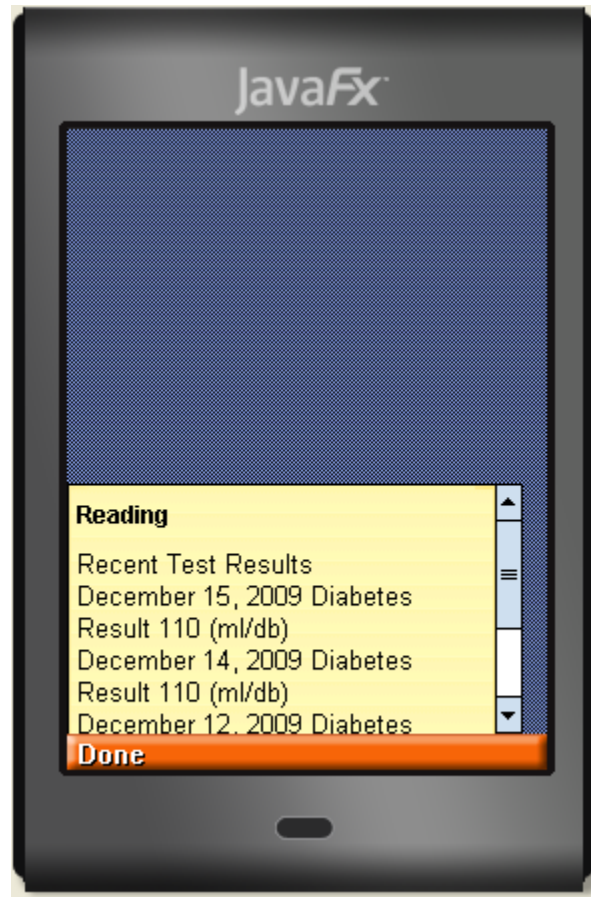 JavaFx
Reading
Recent Test Results
December 15, 2009 Diabetes
Result 110 (ml/db)
December 14, 2009 Diabetes
Result 110 (ml/db)
December 12, 2009 Diabetes
Done